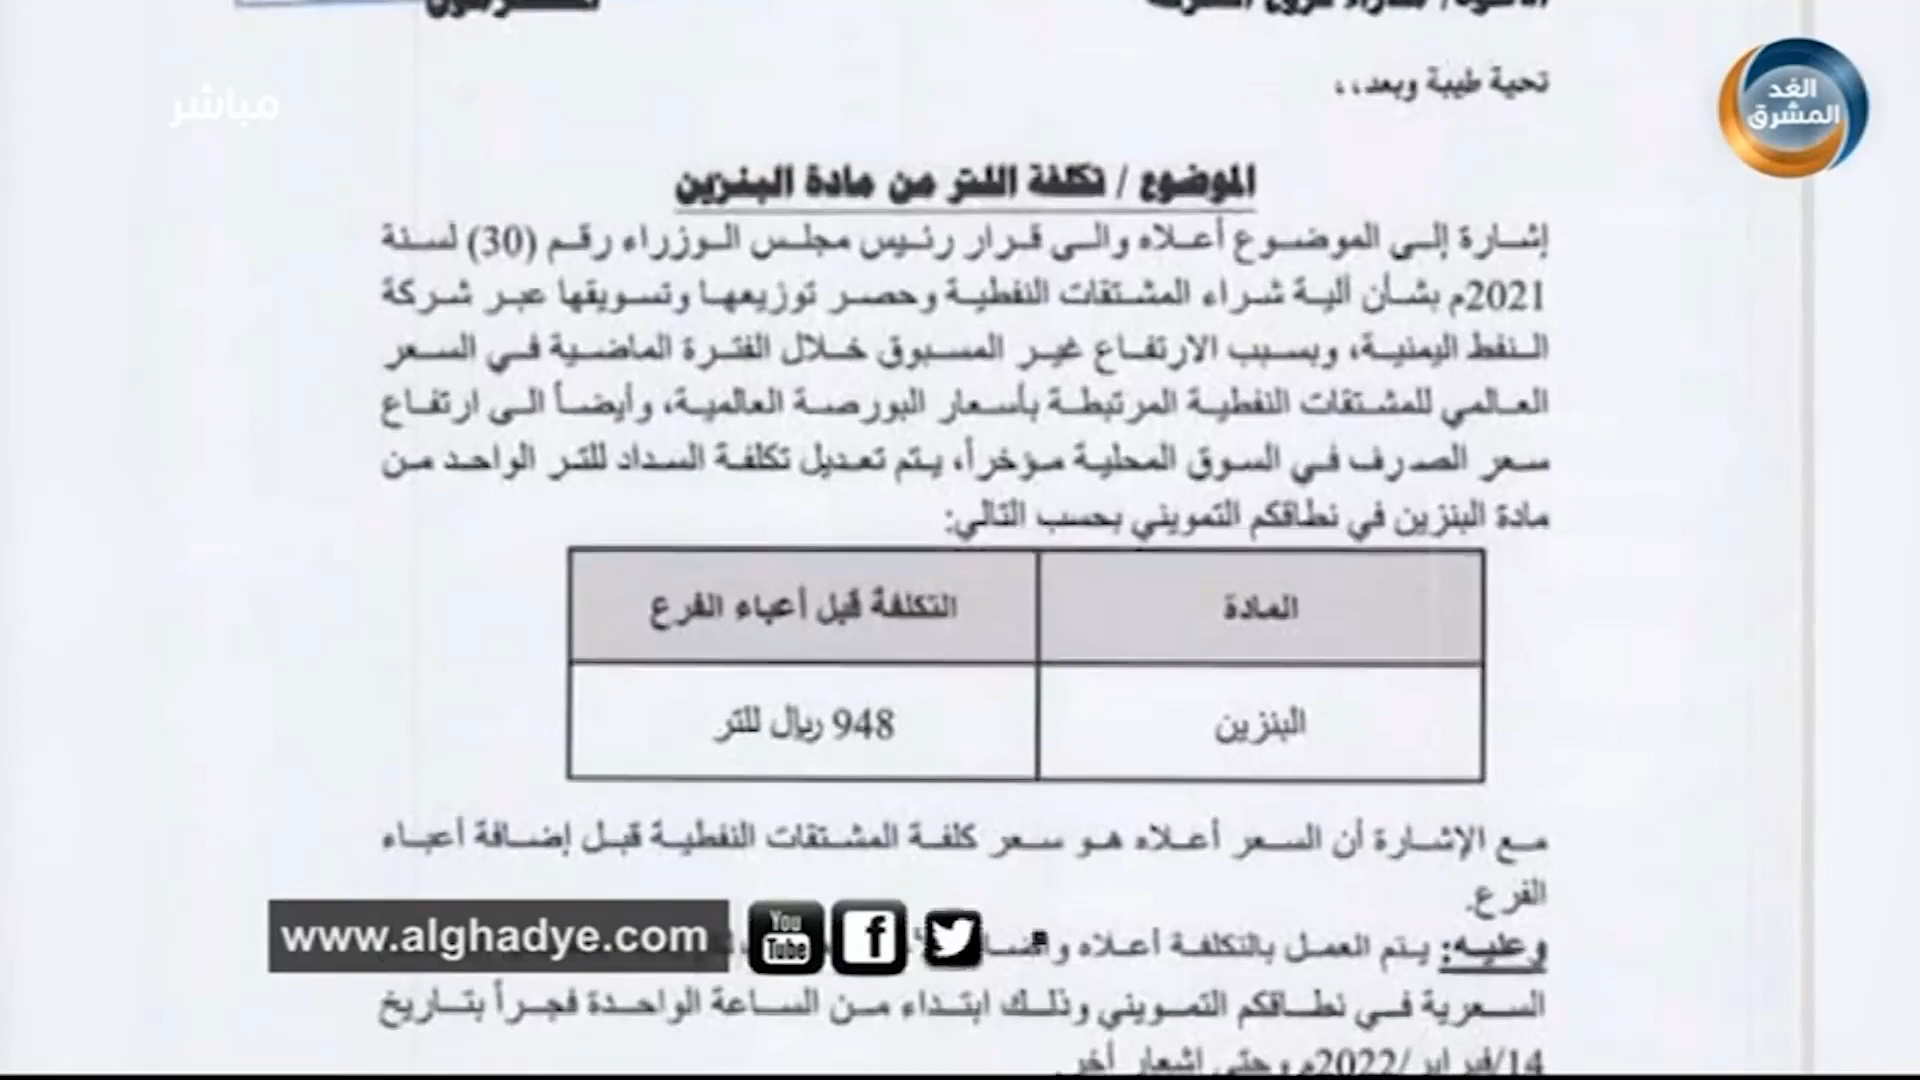 تحية طيبة وبعد،،
مباشر
الغد
المشرق
الموضوع / تكلفة اللتر من مادة البنزين
إشارة إلى الموضوع أعلاه والى قرار رئيس مجلس الوزراء رقم (30) لسنة
2021م بشأن ألية شراء المشتقات النفطية وحصر توزيعها وتسويقها عبر شركة
النفط اليمنية، وبسبب الارتفاع غير المسبوق خلال الفترة الماضية في السعر
العالمي للمشتقات النفطية المرتبطة بأسعار البورصة العالمية، وأيضاً الى ارتفاع
سعر الصرف في السوق المحلية مؤخراً، يتم تعديل تكلفة السداد للتر الواحد من
مادة البنزين في نطاقكم التمويني بحسب التالي:
المادة التكلفة قبل أعباء الفرع
البنزين 948 ريال للتر
مع الإشارة أن السعر أعلاه هو سعر كلفة المشتقات النفطية قبل إضافة أعباء
الفرع.
وعليه: يتم العمل بالتكلفة أعلاه
www.alghadye.com You Tube f
السعرية في نطاقكم التمويني وذلك ابتداء من الساعة الواحدة فجراً بتاريخ
14/فبراير/2022م وحتى إشعار أخر.